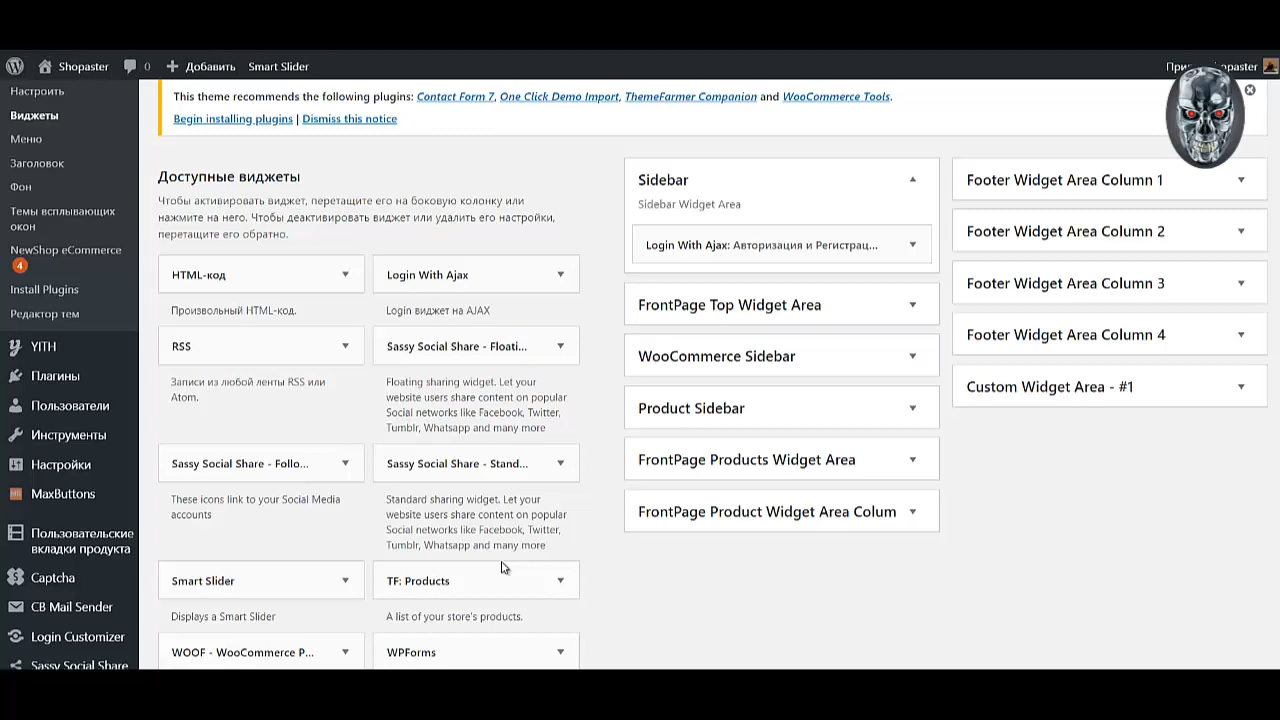 Shopaster 0 Добавить Smart Slider
Shopaster
Настроить
Виджеты
Меню
Заголовок
Фон
Темы всплывающих
окон
NewShop eCommerce
4
Install Plugins
Редактор тем
YITH
Плагины
Пользователи
Инструменты
Настройки
MaxButtons
Пользовательские
вкладки продукта
Captcha
CB Mail Sender
Login Customizer
Sassy Social Share
This theme recommends the following plugins: Contact Form 7, One Click Demo Import, ThemeFarmer Companion and WooCommerce Tools.
Begin installing plugins | Dismiss this notice
Доступные виджеты
Чтобы активировать виджет, перетащите его на боковую колонку или
нажмите на него. Чтобы деактивировать виджет или удалить его настройки,
перетащите его обратно.
HTML-код
Произвольный HTML-код.
Login With Ajax
Login виджет на AJAX
RSS
Записи из любой ленты RSS или
Atom.
Sassy Social Share - Floati...
Floating sharing widget. Let your
website users share content on popular
Social networks like Facebook, Twitter,
Tumblr, Whatsapp and many more
Sassy Social Share - Follo...
These icons link to your Social Media
accounts
Sassy Social Share - Stand...
Standard sharing widget. Let your
website users share content on popular
Social networks like Facebook, Twitter,
Tumblr, Whatsapp and many more
Smart Slider
Displays a Smart Slider
TF: Products
A list of your store's products.
WOOF - WooCommerce P...
WPForms
Sidebar
Sidebar Widget Area
Login With Ajax: Авторизация и Регистрац...
FrontPage Top Widget Area
WooCommerce Sidebar
Product Sidebar
FrontPage Products Widget Area
FrontPage Product Widget Area Colum
Footer Widget Area Column 1
Footer Widget Area Column 2
Footer Widget Area Column 3
Footer Widget Area Column 4
Custom Widget Area - #1